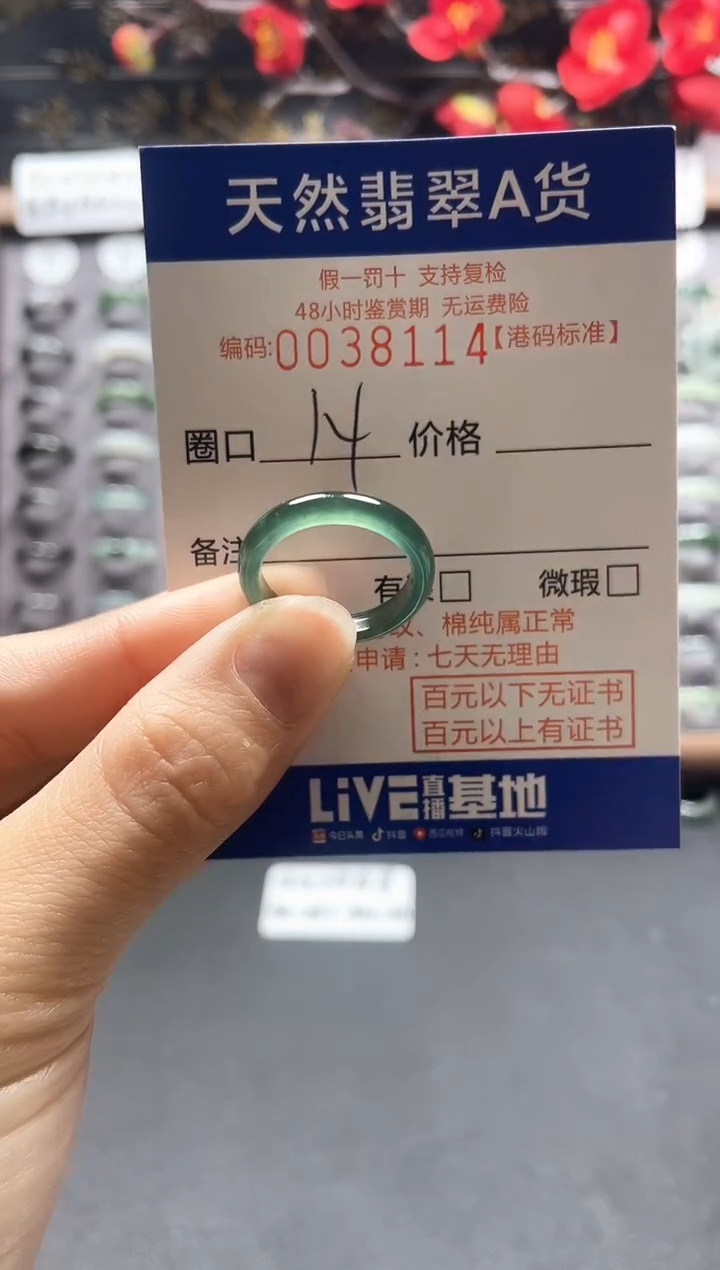 天然翡翠A货
假一罚十 支持复检
48小时鉴赏期 无运费险
编码:0038114【港码标准】
圈口 14 价格
备注
有 □ 微瑕 □
纹、棉纯属正常
申请:七天无理由
百元以下无证书
百元以上有证书
LiVE直播基地
今日头条 抖音 西瓜视频 抖音火山版